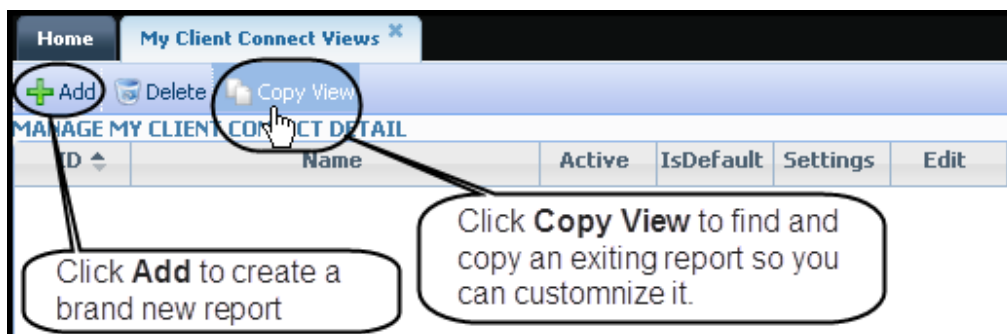 Home My Client Connect Views
Add Delete Copy View
MANAGE MY CLIENT CONNECT DETAIL
ID Name Active IsDefault Settings Edit
Click Copy View to find and
copy an exiting report so you
can customnize it.
Click Add to create a
brand new report